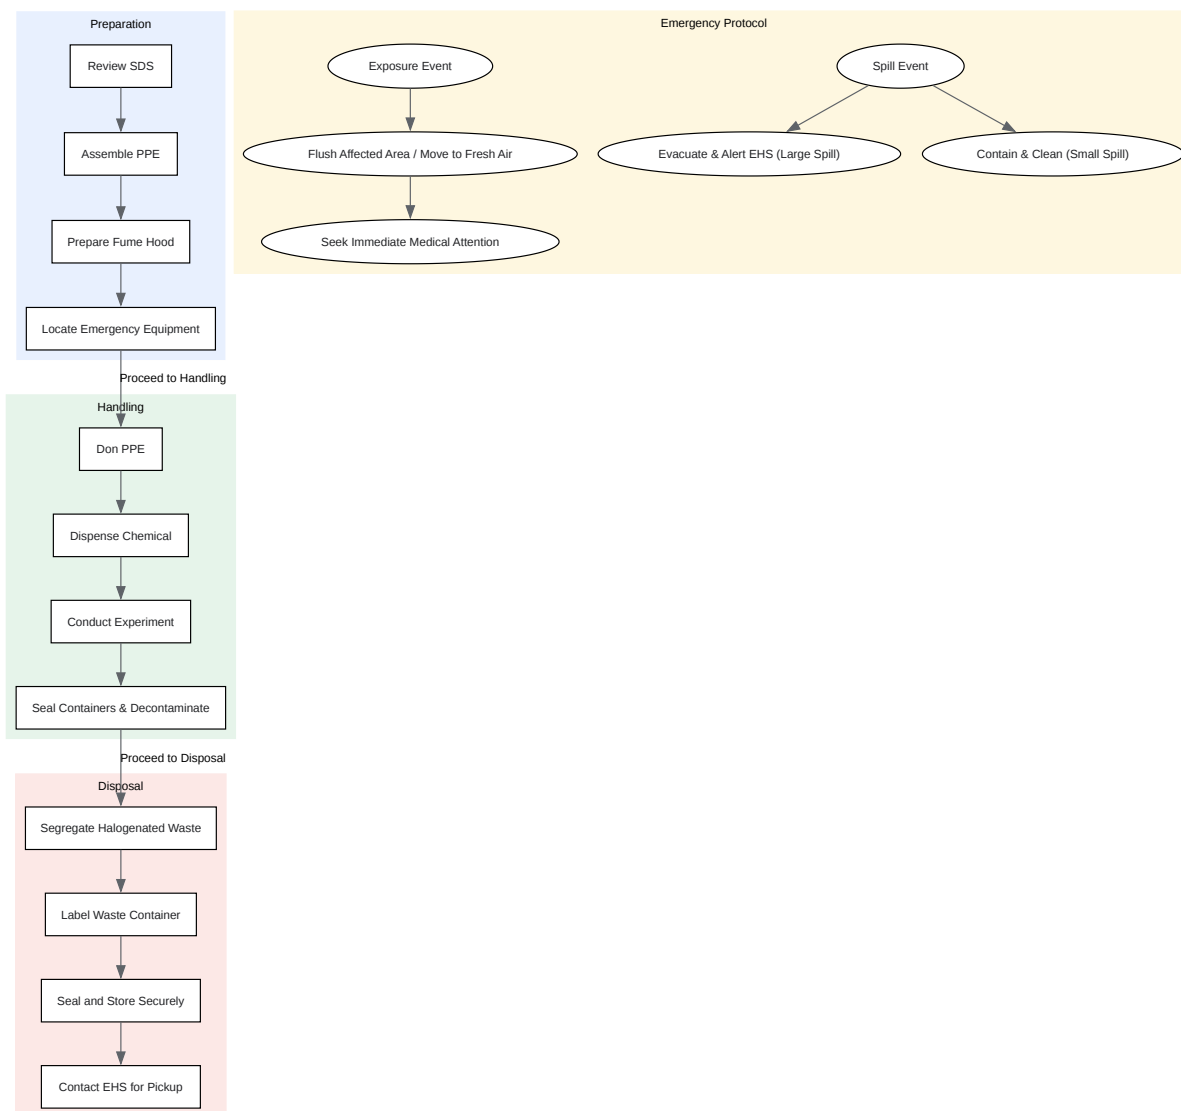 Preparation
Review SDS
Assemble PPE
Prepare Fume Hood
Locate Emergency Equipment
Proceed to Handling
Handling
Don PPE
Dispense Chemical
Conduct Experiment
Seal Containers & Decontaminate
Proceed to Disposal
Disposal
Segregate Halogenated Waste
Label Waste Container
Seal and Store Securely
Contact EHS for Pickup
Emergency Protocol
Exposure Event
Flush Affected Area / Move to Fresh Air
Seek Immediate Medical Attention
Spill Event
Evacuate & Alert EHS (Large Spill)
Contain & Clean (Small Spill)